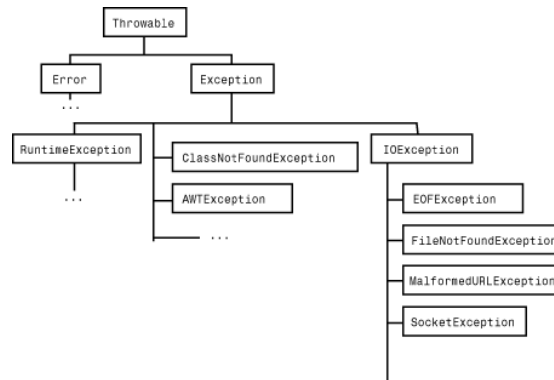 Throwable
Error
Exception
...
RuntimeException
ClassNotFoundException
IOException
...
AWTException
EOFException
...
FileNotFoundException
MalformedURLException
SocketException